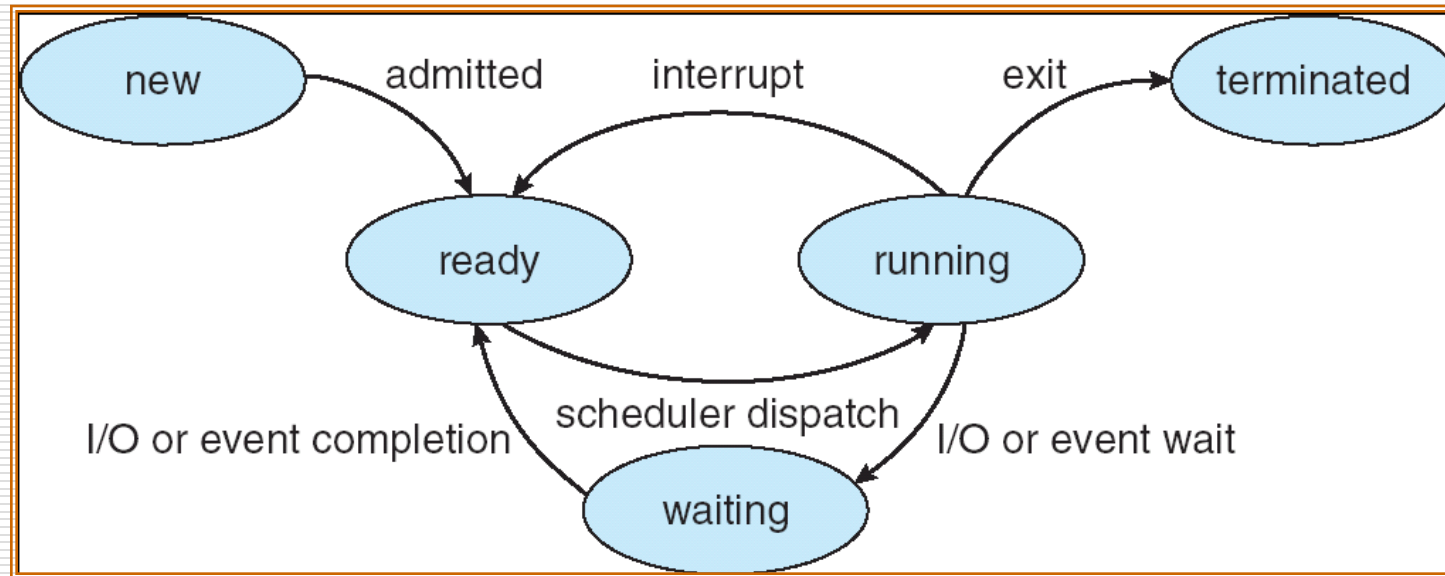 new
admitted
interrupt
exit
terminated
ready
running
scheduler dispatch
I/O or event completion
I/O or event wait
waiting